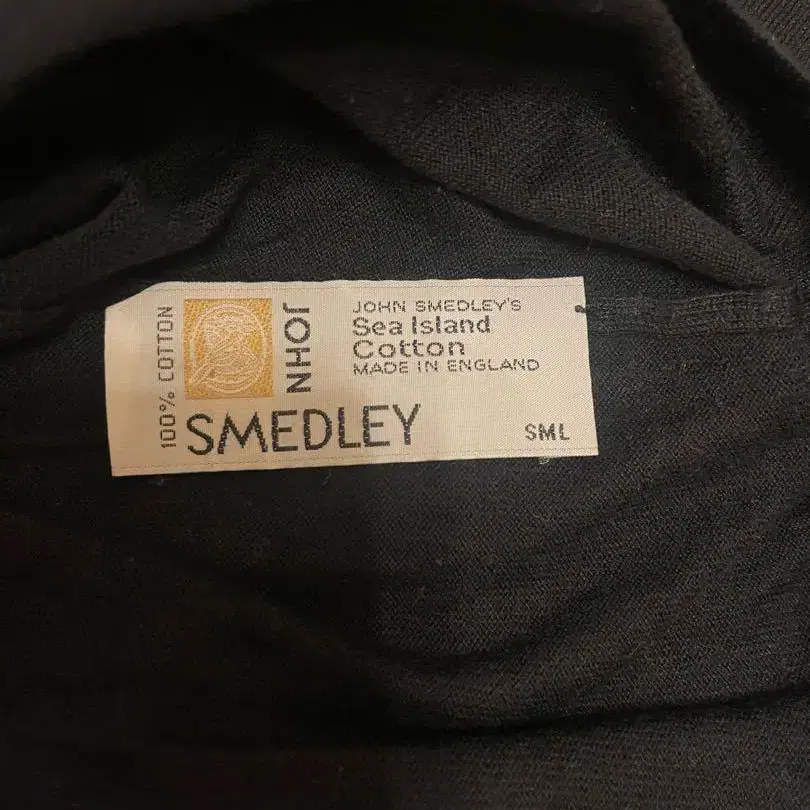 100% COTTON
JOHN
SMEDLEY
JOHN SMEDLEY'S
Sea Island
Cotton
MADE IN ENGLAND
SML